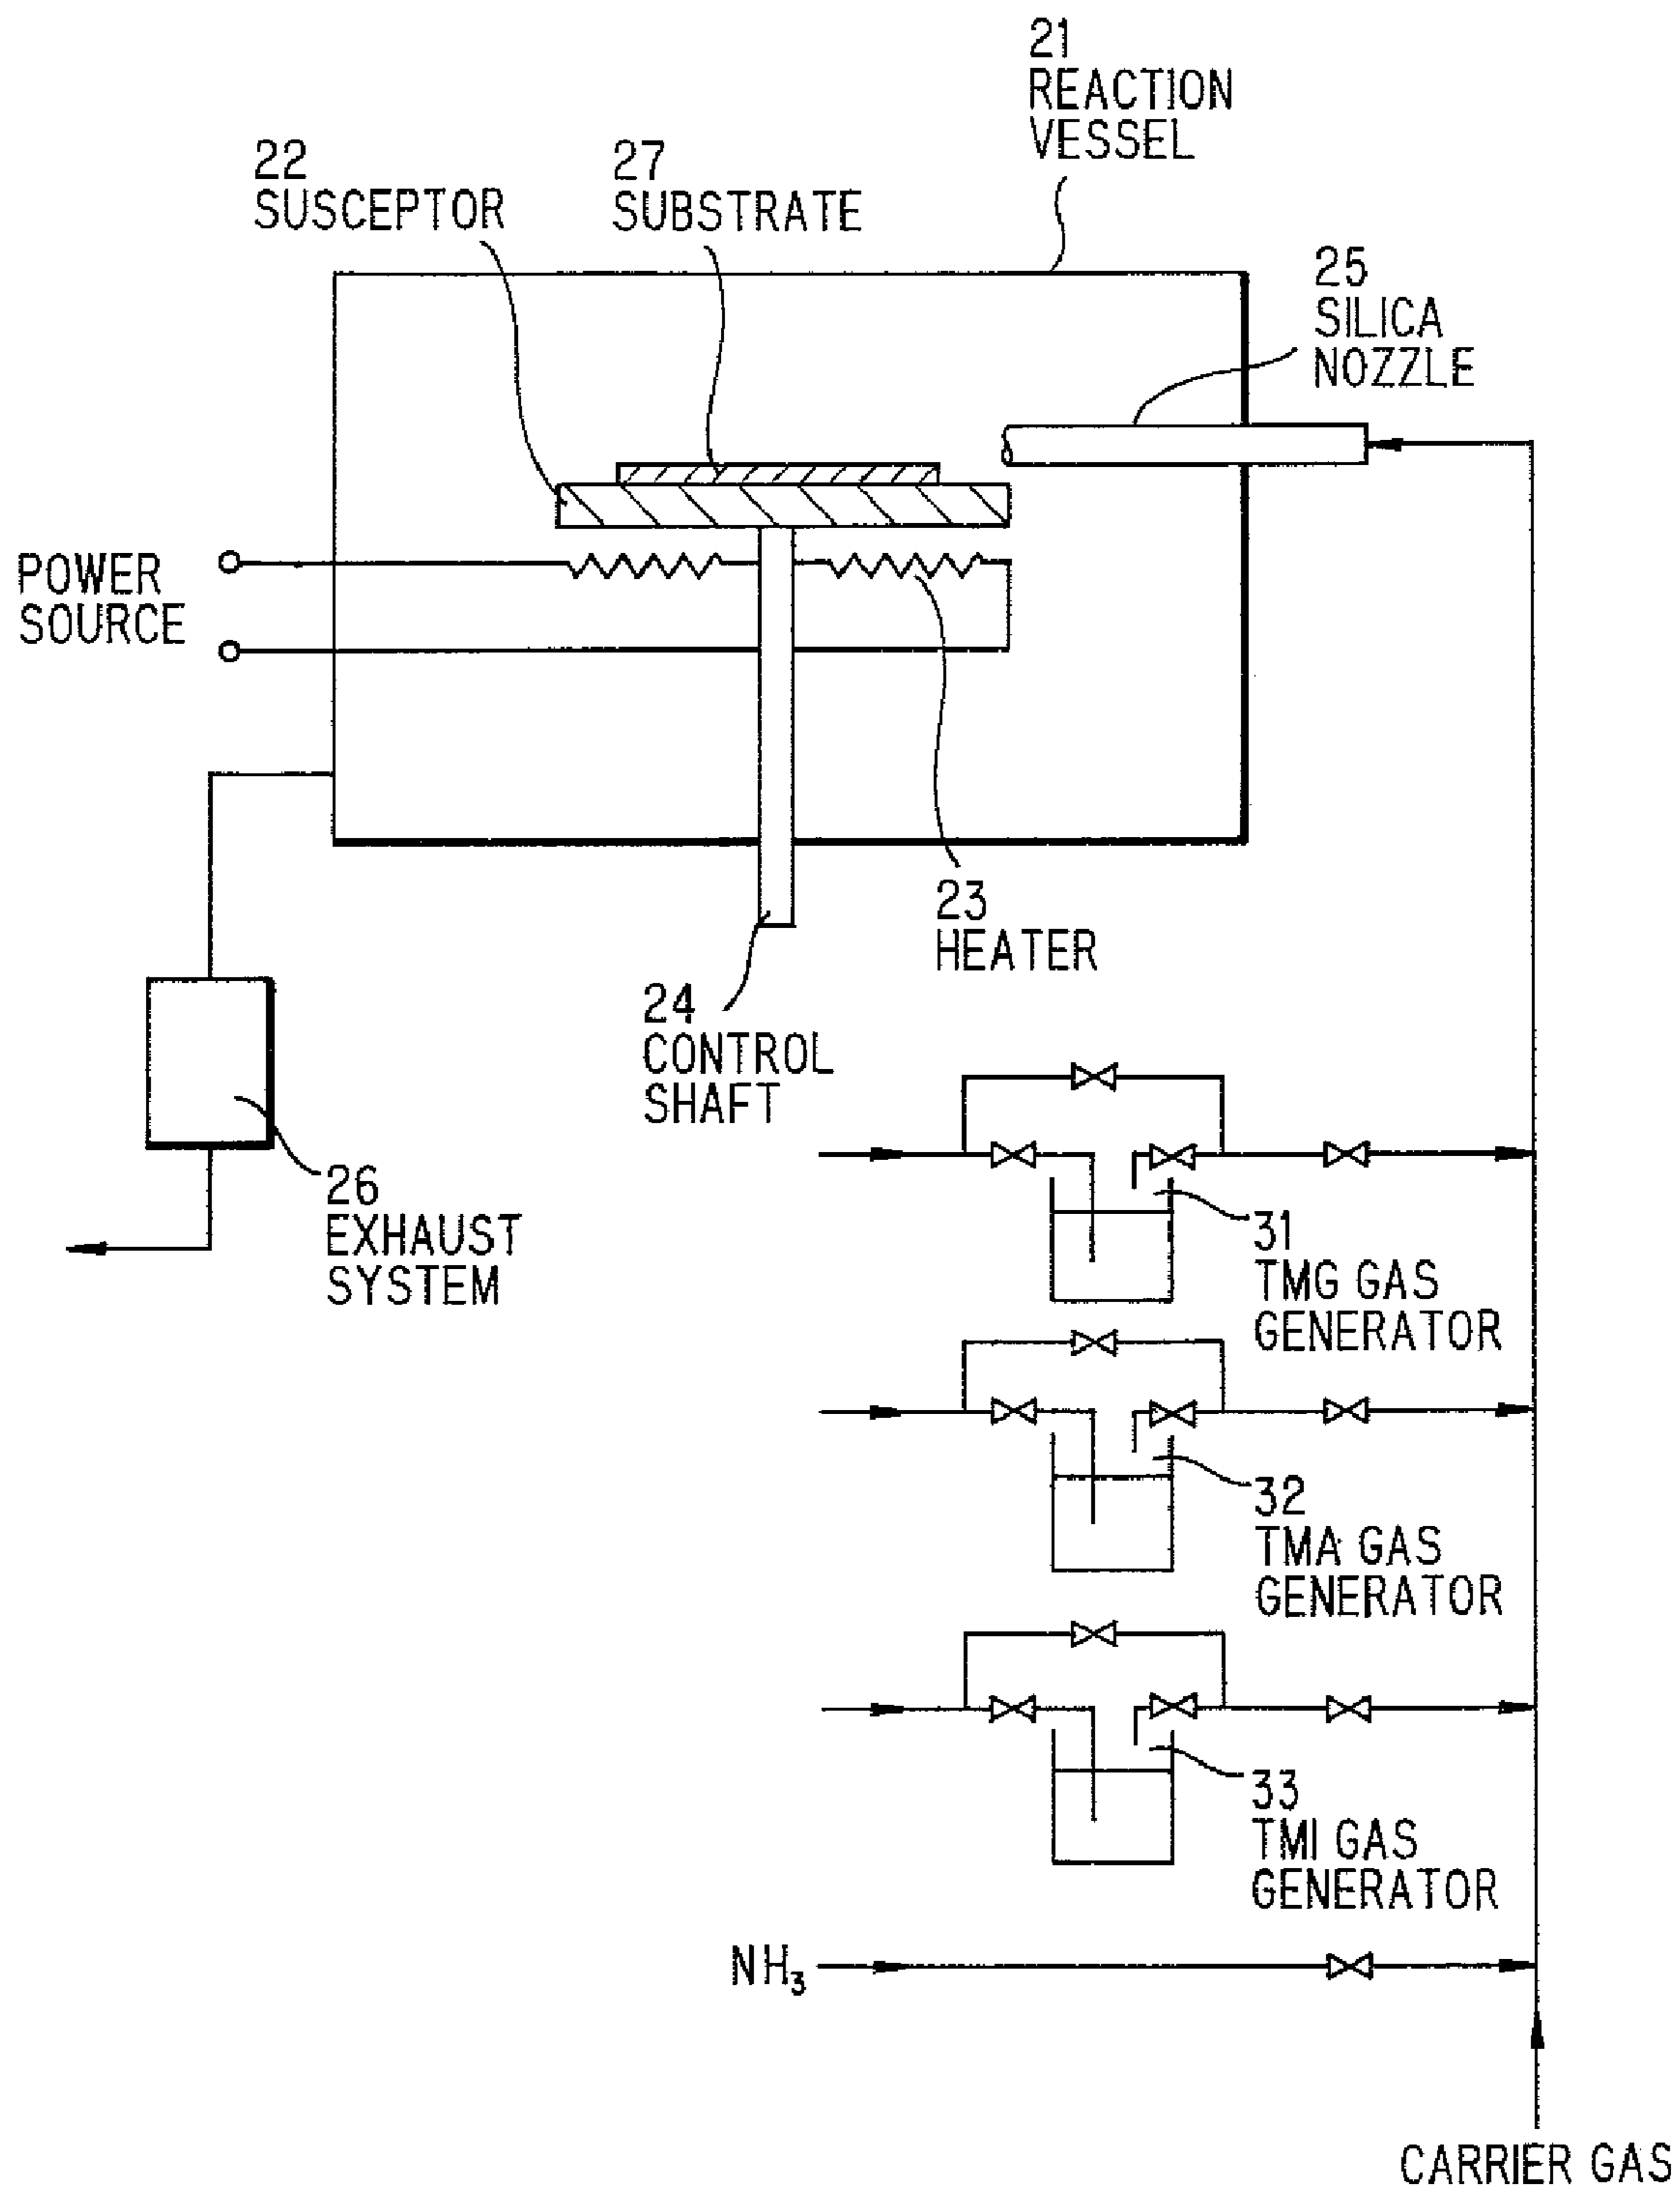 21
REACTION
VESSEL
22
SUSCEPTOR
27
SUBSTRATE
25
SILICA
NOZZLE
POWER
SOURCE
23
HEATER
24
CONTROL
SHAFT
26
EXHAUST
SYSTEM
31
TMG GAS
GENERATOR
32
TMA GAS
GENERATOR
33
TMI GAS
GENERATOR
NH₃
CARRIER GAS